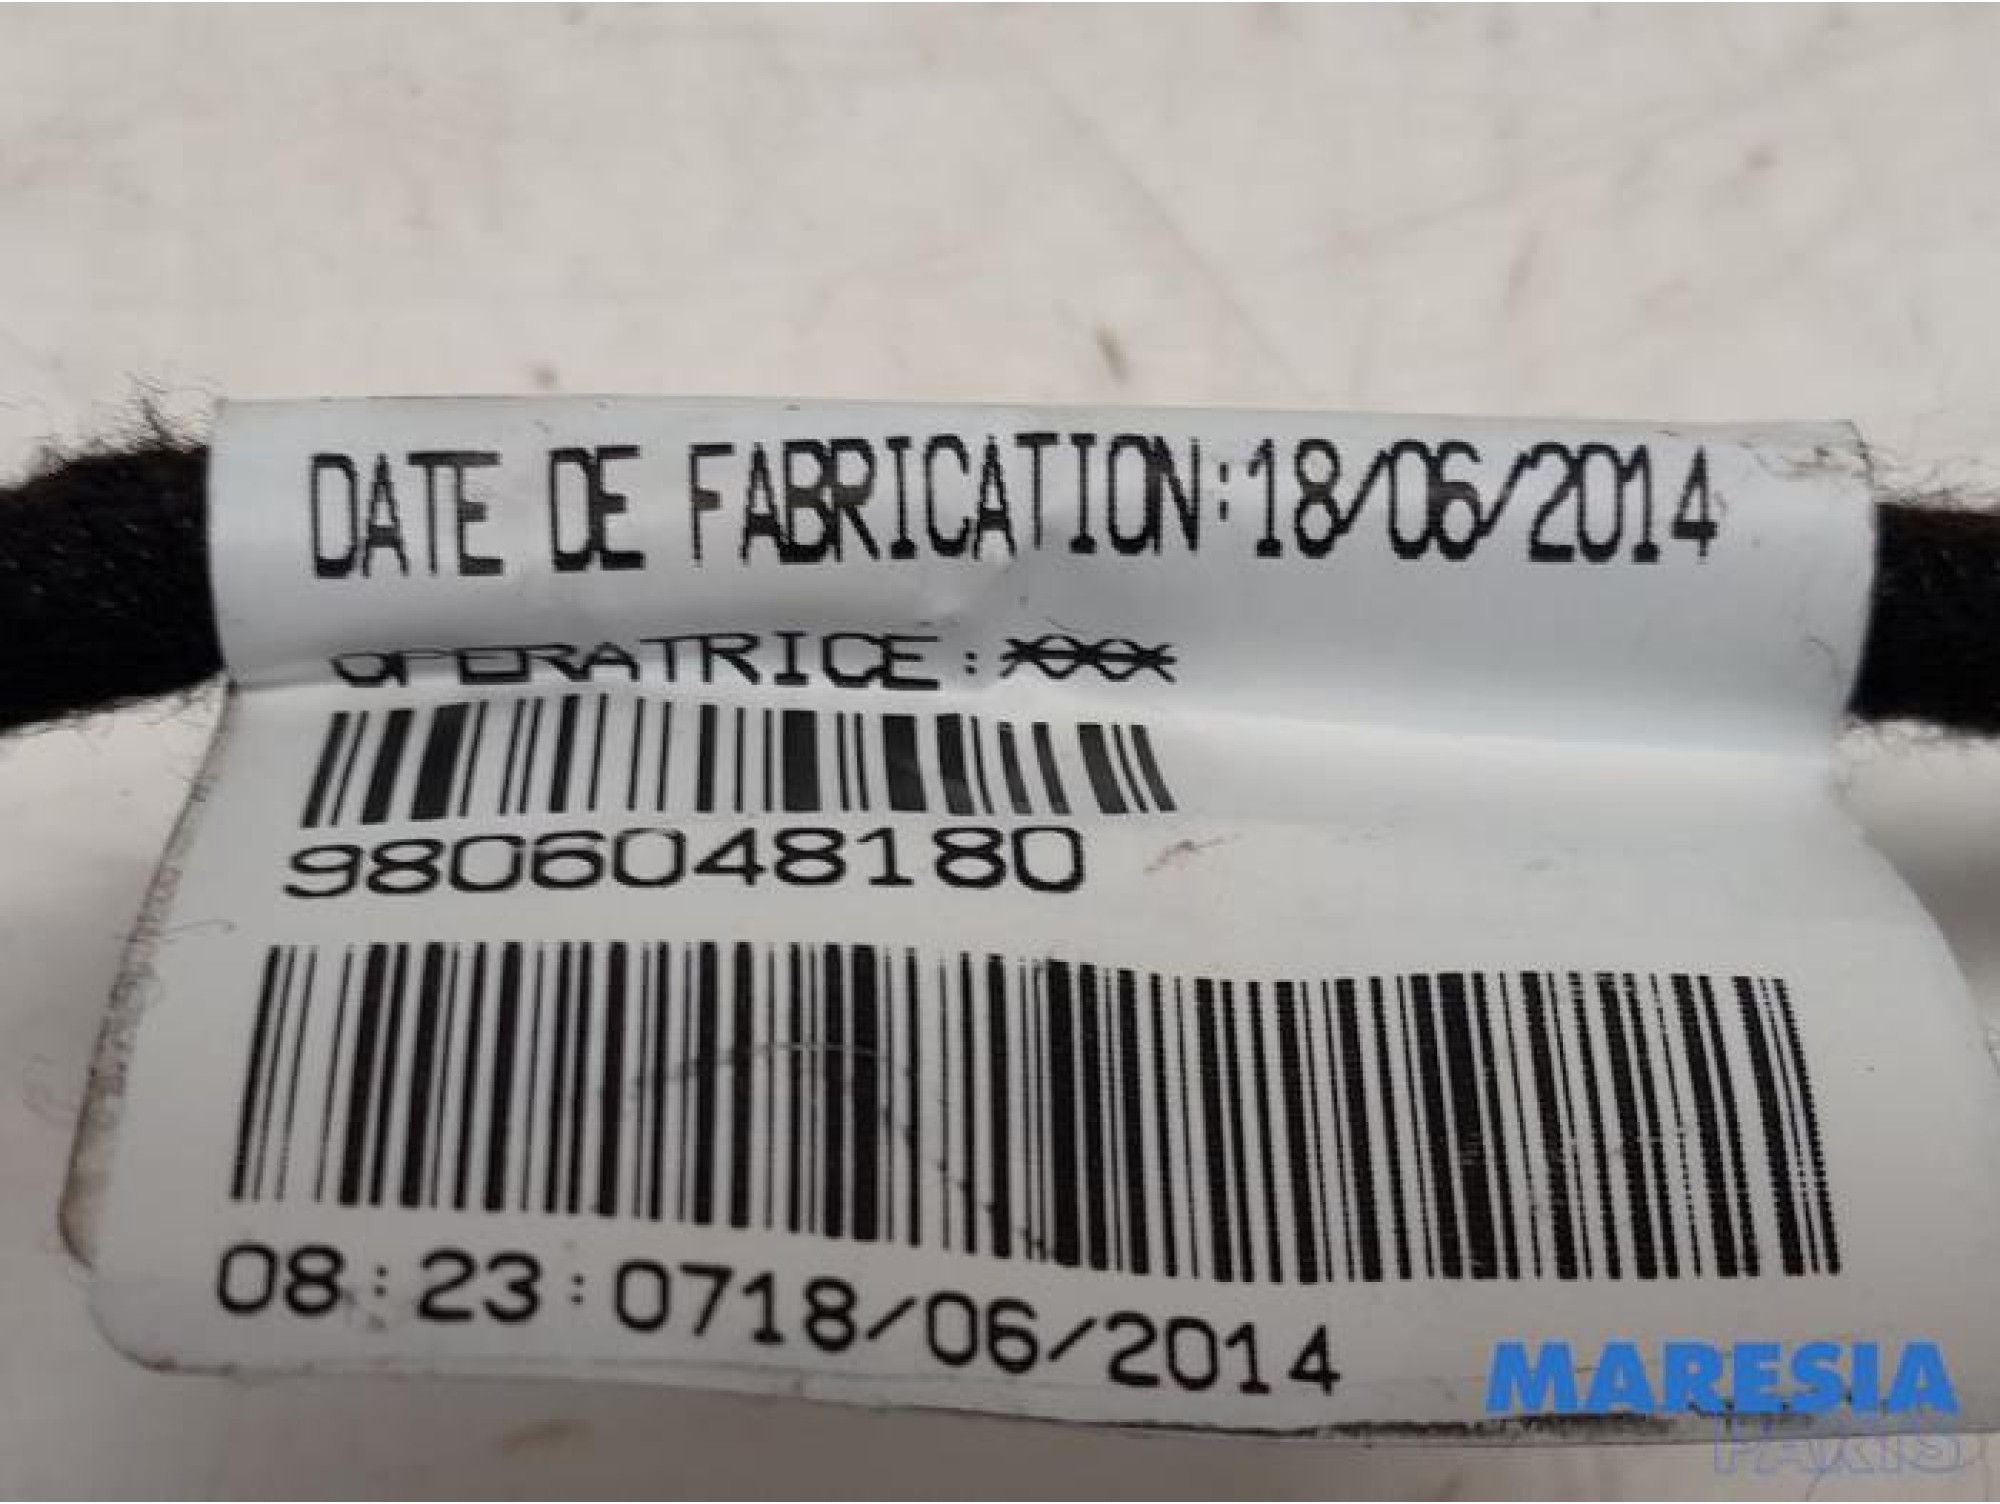 DATE DE FABRICATION:18/06/2014
OPERATRICE:XXX
9806048180
08:23:0718/06/2014
MARESIA
PARTS